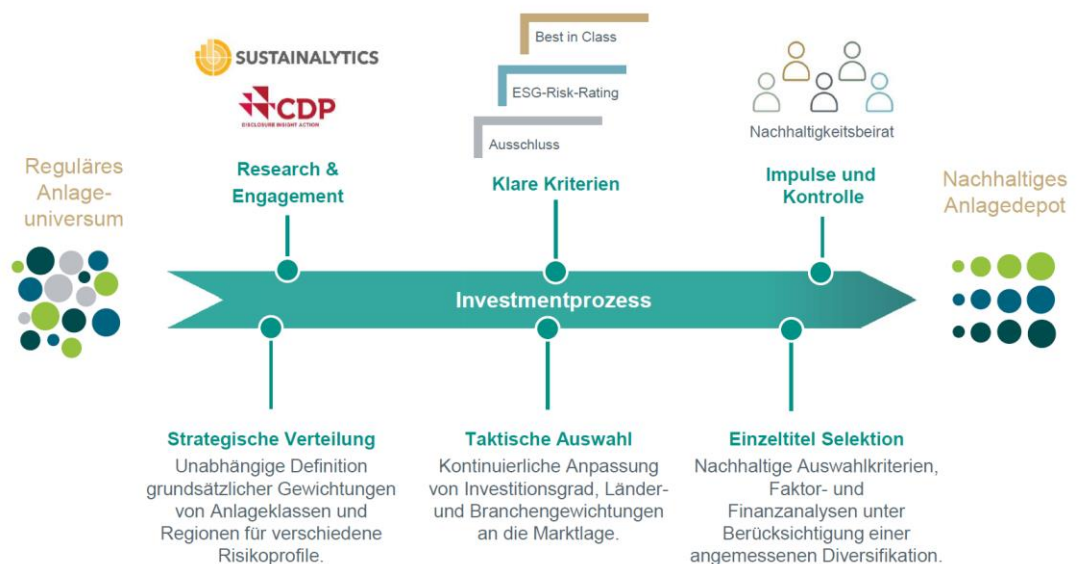 SUSTAINALYTICS
CDP
DISCLOSURE INSIGHT ACTION
Best in Class
ESG-Risk-Rating
Ausschluss
Nachhaltigkeitsbeirat
Reguläres
Anlage-
universum
Research &
Engagement
Klare Kriterien
Impulse und
Kontrolle
Nachhaltiges
Anlagedepot
Investmentprozess
Strategische Verteilung
Unabhängige Definition
grundsätzlicher Gewichtungen
von Anlageklassen und
Regionen für verschiedene
Risikoprofile.
Taktische Auswahl
Kontinuierliche Anpassung
von Investitionsgrad, Länder-
und Branchengewichtungen
an die Marktlage.
Einzeltitel Selektion
Nachhaltige Auswahlkriterien,
Faktor- und
Finanzanalysen unter
Berücksichtigung einer
angemessenen Diversifikation.